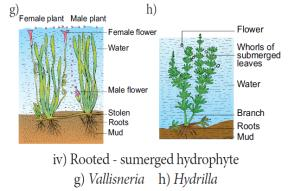 g) Female plant Male plant
Female flower
Water
Male flower
Stolen
Roots
Mud
h)
Flower
Whorls of
submerged
leaves
Water
Branch
Roots
Mud
iv) Rooted - sumerged hydrophyte
g) Vallisneria h) Hydrilla